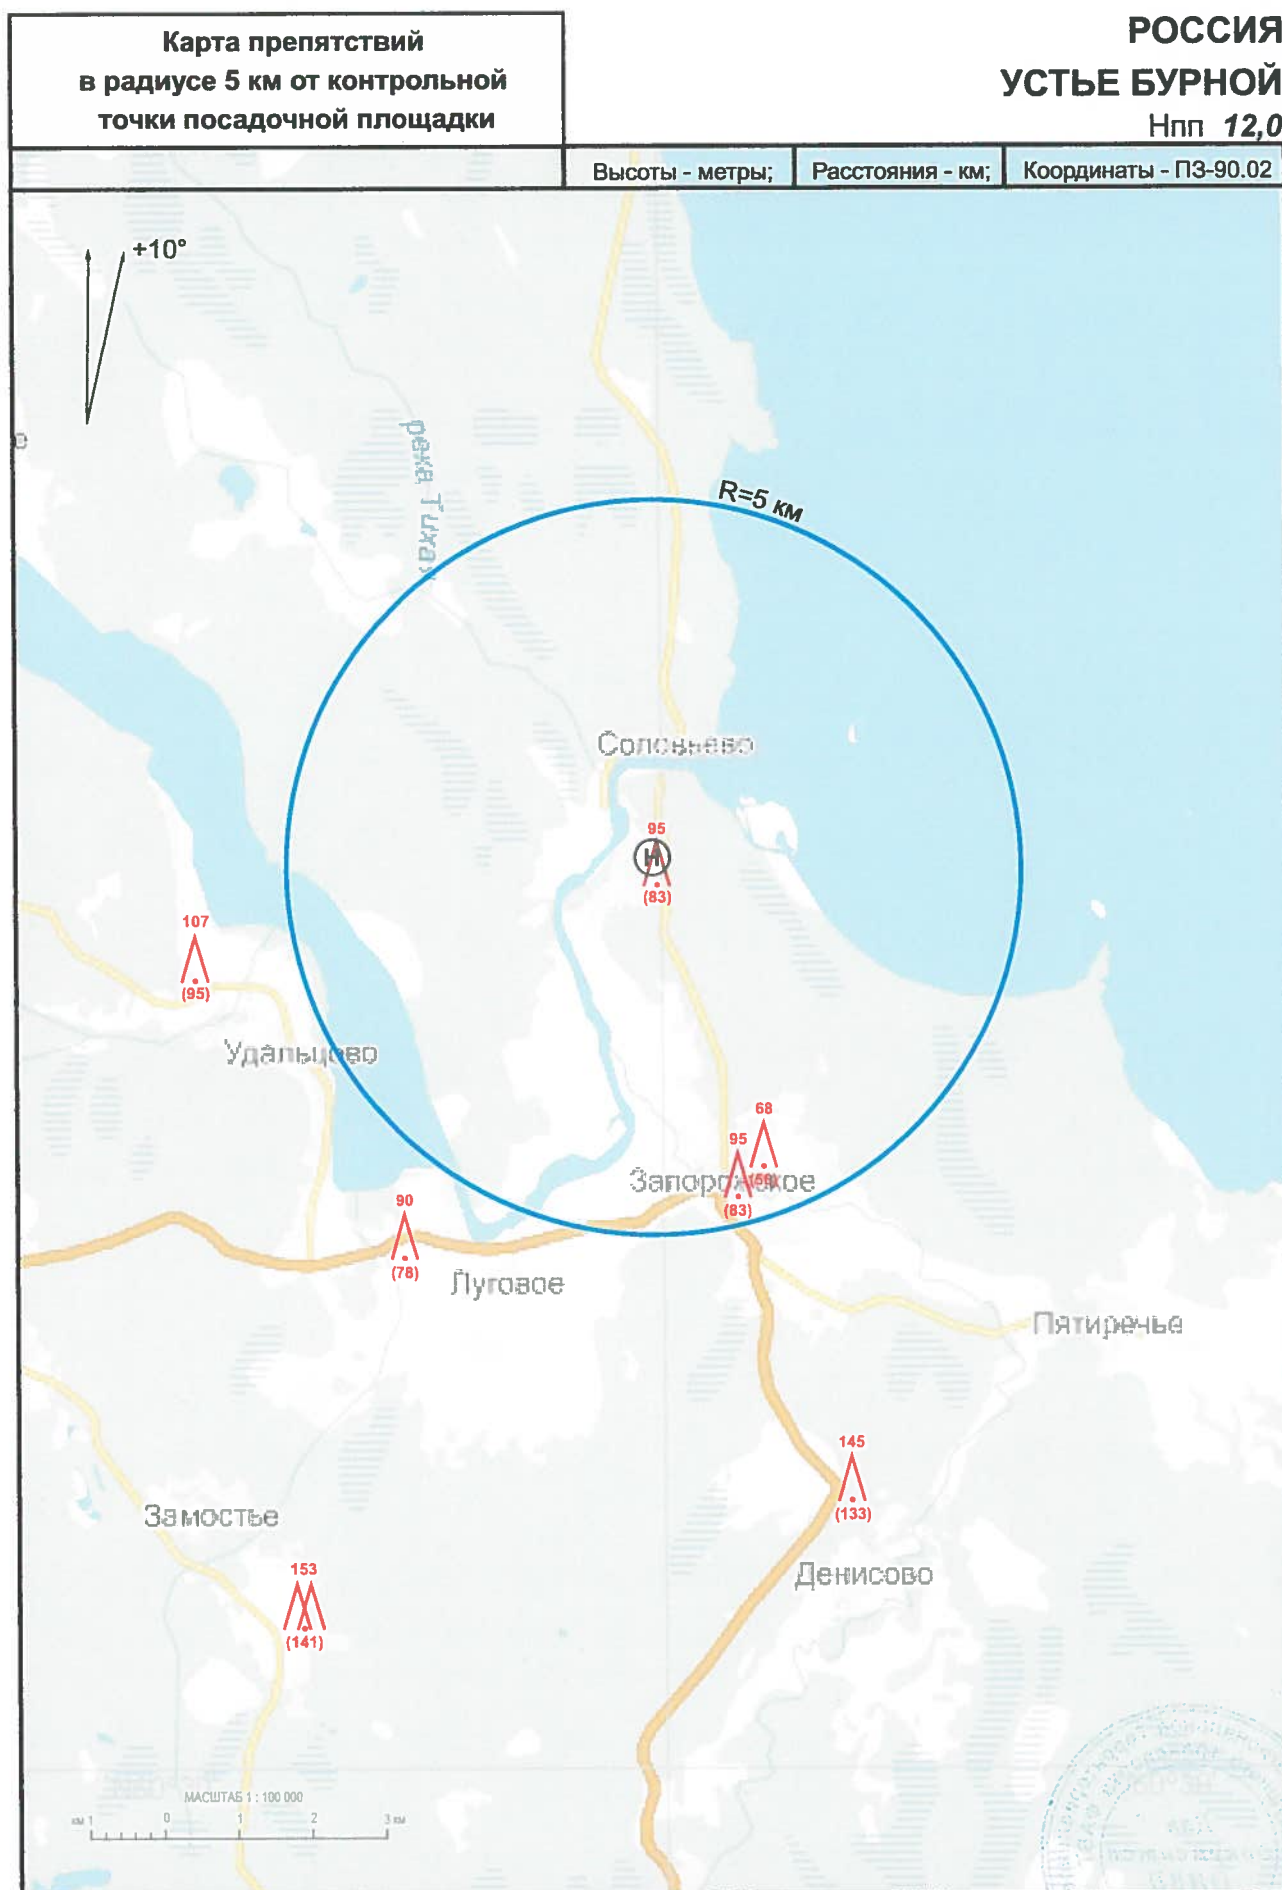 Карта препятствий
в радиусе 5 км от контрольной
точки посадочной площадки
РОССИЯ
УСТЬЕ БУРНОЙ
Нпп 12,0
Высоты - метры;
Расстояния - км;
Координаты - ПЗ-90.02
+10°
е
река Тихая
R=5 км
Соловьево
95
Н
(83)
107
(95)
Удальцово
68
95
Запорожское
(83)
90
(78)
Луговое
Пятиречье
145
(133)
Замостье
Денисово
153
(141)
МАСШТАБ 1 : 100 000
км 1 0 1 2 3 км